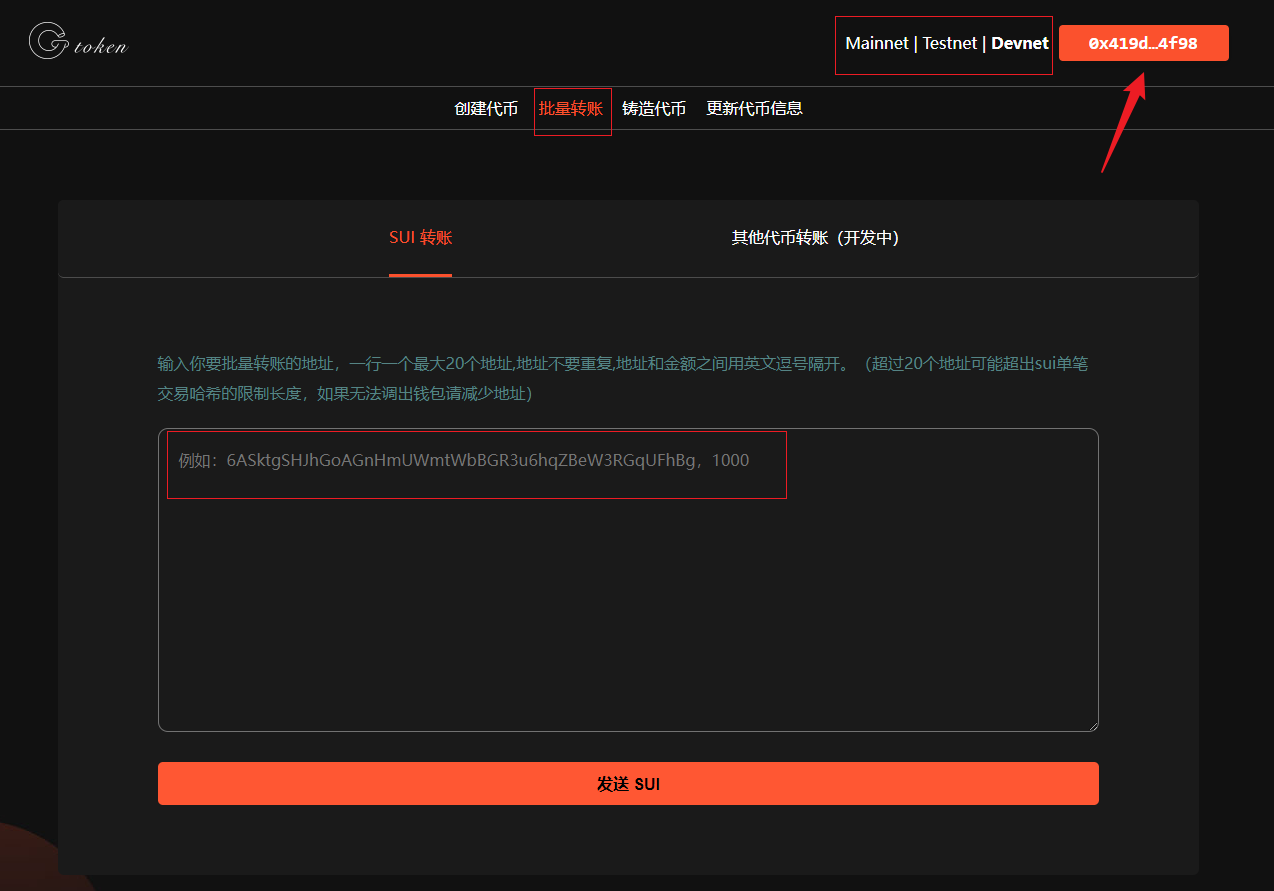 token
Mainnet | Testnet | Devnet
0x419d...4f98
创建代币 批量转账 铸造代币 更新代币信息
SUI 转账
其他代币转账（开发中）
输入你要批量转账的地址，一行一个最大20个地址,地址不要重复,地址和金额之间用英文逗号隔开。（超过20个地址可能超出sui单笔
交易哈希的限制长度，如果无法调出钱包请减少地址）
例如：6ASktgSHJhGoAGnHmUWmtWbBGR3u6hqZBeW3RGqUFhBg，1000
发送 SUI